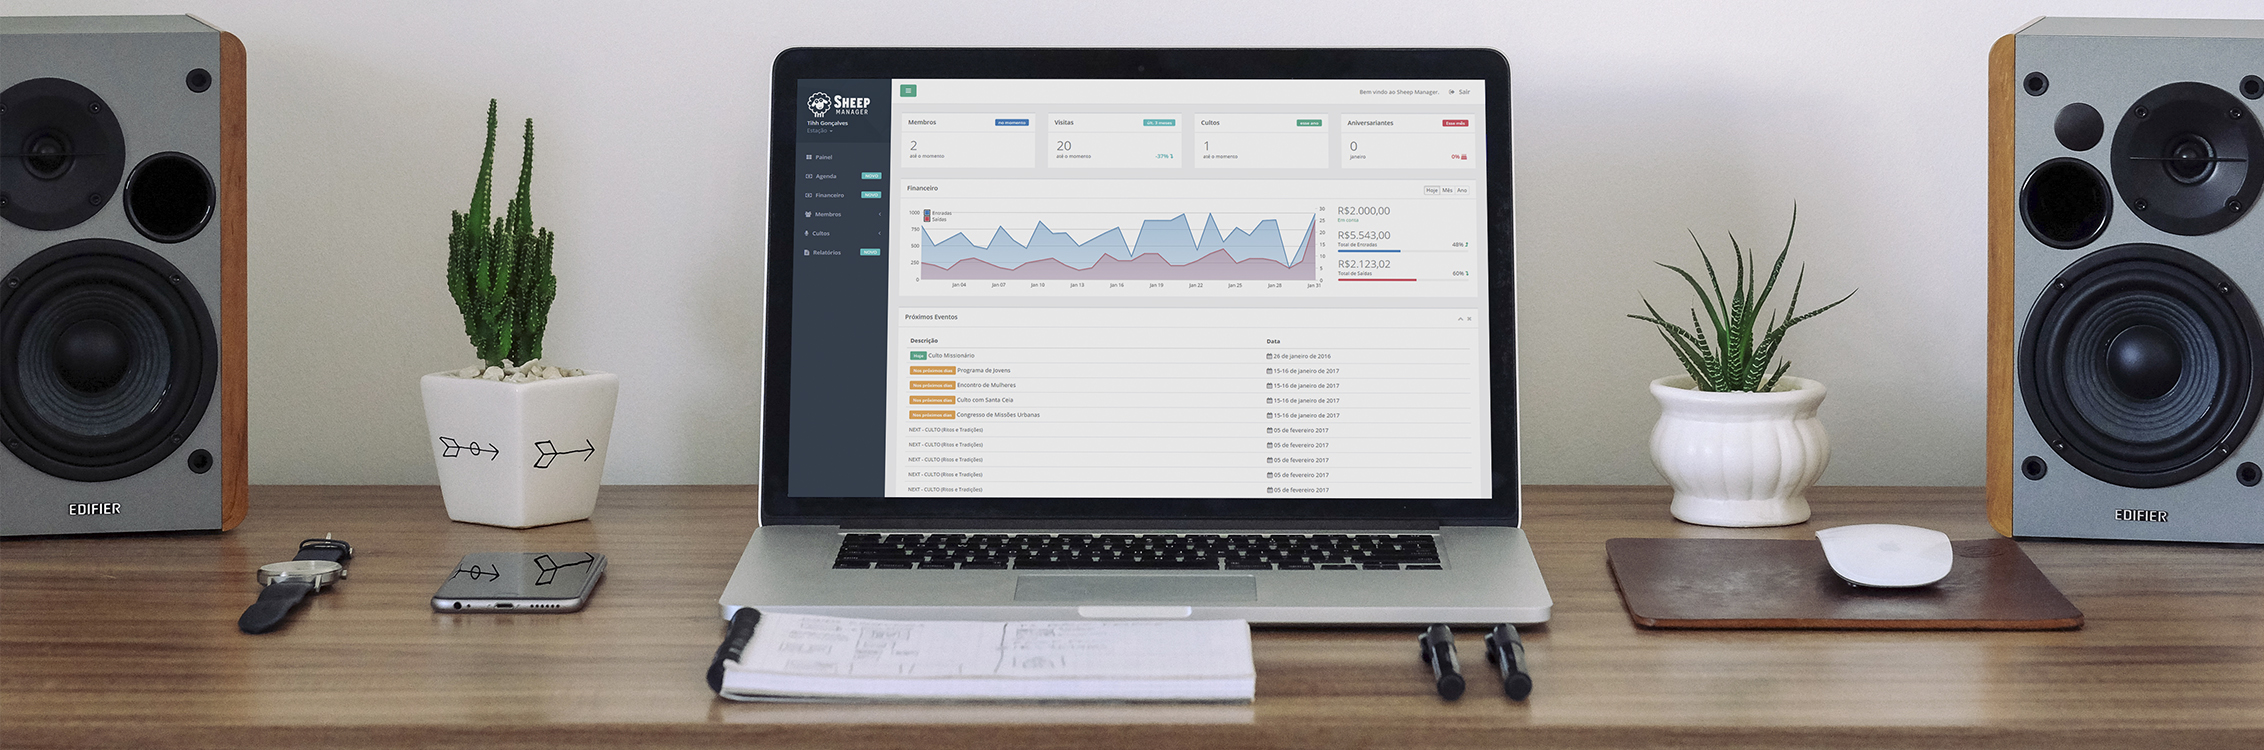 EDIFIER
SHEEP
MANAGER
Tihh Gonçalves
Estação
Painel
Agenda NOVO
Financeiro NOVO
Membros
Cultos
Relatórios NOVO
Bem vindo ao Sheep Manager. Sair
Membros no momento
2
até o momento
Visitas últ. 3 meses
20
até o momento -37%
Cultos esse ano
1
até o momento
Aniversariantes Esse mês
0
janeiro 0%
Financeiro Hoje Mês Ano
1000
750
500
250
0
Entradas
Saídas
30
25
20
15
10
5
0
Jan 04 Jan 07 Jan 10 Jan 13 Jan 16 Jan 19 Jan 22 Jan 25 Jan 28 Jan 31
R$2.000,00
Em conta
R$5.543,00
Total de Entradas 48%
R$2.123,02
Total de Saídas 60%
Próximos Eventos
Descrição Data
Hoje Culto Missionário 26 de janeiro de 2016
Nos próximos dias Programa de Jovens 15-16 de janeiro de 2017
Nos próximos dias Encontro de Mulheres 15-16 de janeiro de 2017
Nos próximos dias Culto com Santa Ceia 15-16 de janeiro de 2017
Nos próximos dias Congresso de Missões Urbanas 15-16 de janeiro de 2017
NEXT - CULTO (Ritos e Tradições) 05 de fevereiro 2017
NEXT - CULTO (Ritos e Tradições) 05 de fevereiro 2017
NEXT - CULTO (Ritos e Tradições) 05 de fevereiro 2017
NEXT - CULTO (Ritos e Tradições) 05 de fevereiro 2017
NEXT - CULTO (Ritos e Tradições) 05 de fevereiro 2017
EDIFIER